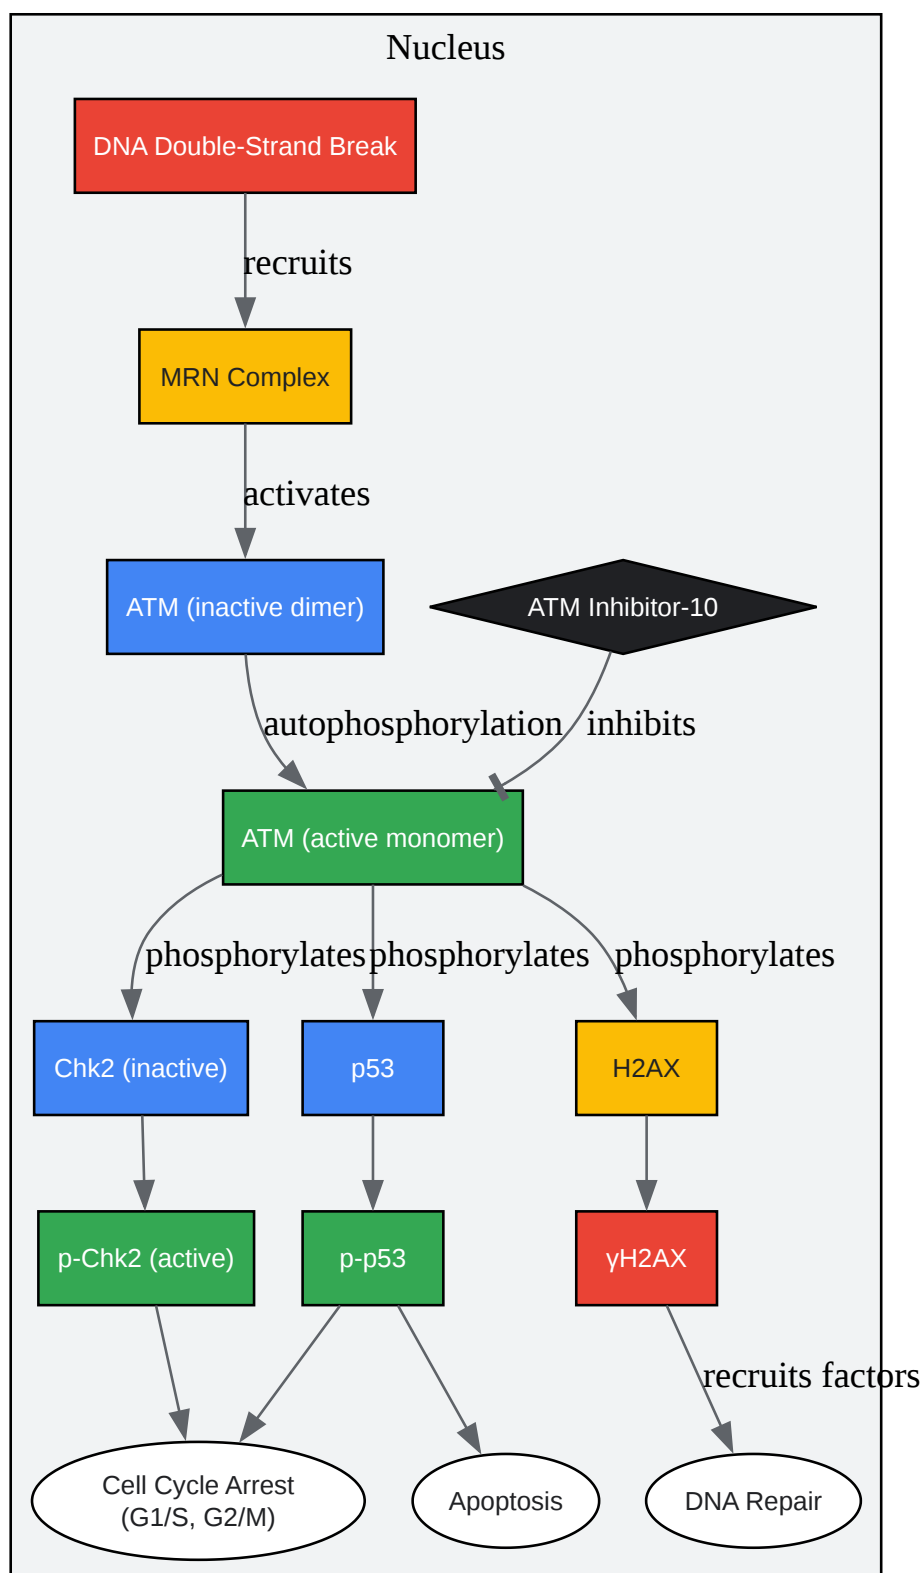 Nucleus
DNA Double-Strand Break
recruits
MRN Complex
activates
ATM (inactive dimer)
ATM Inhibitor-10
autophosphorylation
inhibits
ATM (active monomer)
phosphorylates
phosphorylates
phosphorylates
Chk2 (inactive)
p53
H2AX
p-Chk2 (active)
p-p53
γH2AX
recruits factors
Cell Cycle Arrest
(G1/S, G2/M)
Apoptosis
DNA Repair